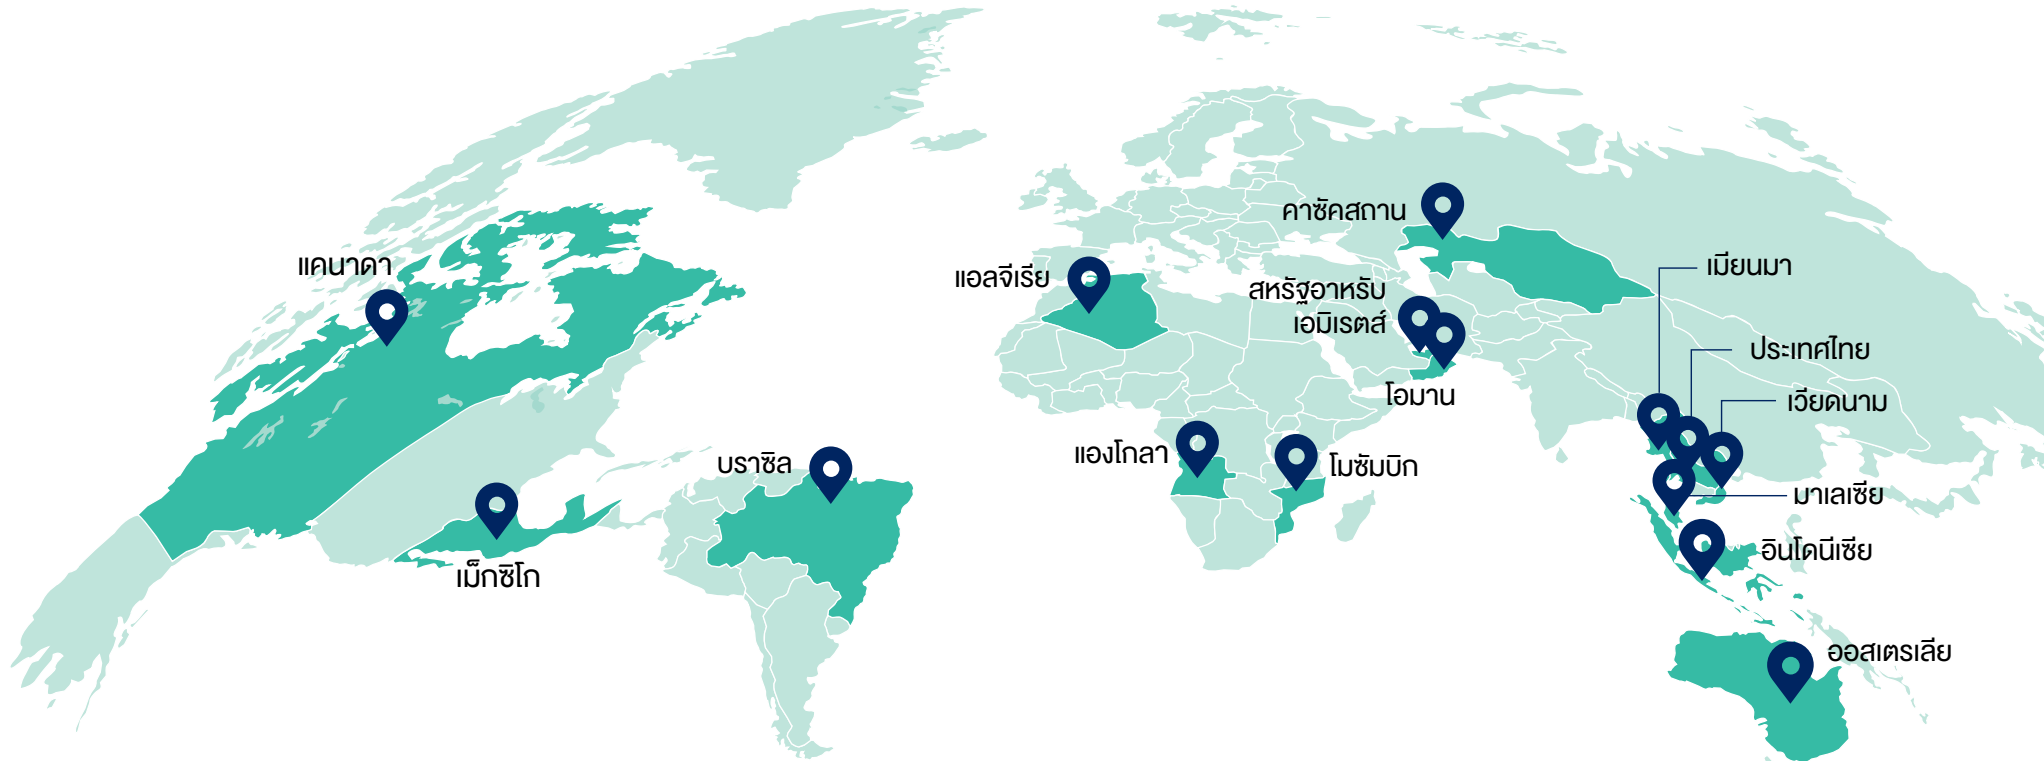 แคนาดา
เม็กซิโก
บราซิล
แอลจีเรีย
คาซัคสถาน
สหรัฐอาหรับ
เอมิเรตส์
โอมาน
แองโกลา
โมซัมบิก
เมียนมา
ประเทศไทย
เวียดนาม
มาเลเซีย
อินโดนีเซีย
ออสเตรเลีย